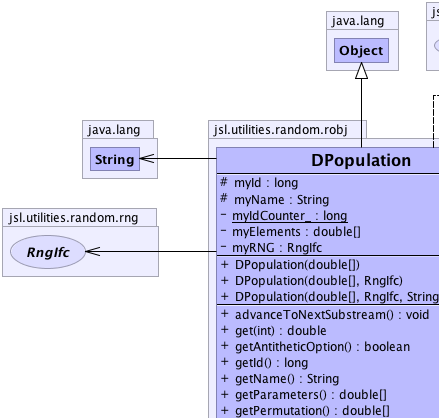 java.lang
Object
java.lang
String
jsl.utilities.random.robj
DPopulation
# myId : long
# myName : String
- myIdCounter_ : long
- myElements : double[]
- myRNG : RngIfc
+ DPopulation(double[])
+ DPopulation(double[], RngIfc)
+ DPopulation(double[], RngIfc, String
+ advanceToNextSubstream() : void
+ get(int) : double
+ getAntitheticOption() : boolean
+ getId() : long
+ getName() : String
+ getParameters() : double[]
+ getPermutation() : double[]
jsl.utilities.random.rng
RngIfc